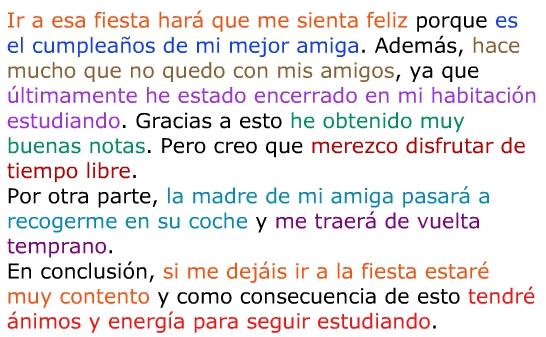 Ir a esa fiesta hará que me sienta feliz porque es
el cumpleaños de mi mejor amiga. Además, hace
mucho que no quedo con mis amigos, ya que
últimamente he estado encerrado en mi habitación
estudiando. Gracias a esto he obtenido muy
buenas notas. Pero creo que merezco disfrutar de
tiempo libre.
Por otra parte, la madre de mi amiga pasará a
recogerme en su coche y me traerá de vuelta
temprano.
En conclusión, si me dejáis ir a la fiesta estaré
muy contento y como consecuencia de esto tendré
ánimos y energía para seguir estudiando.